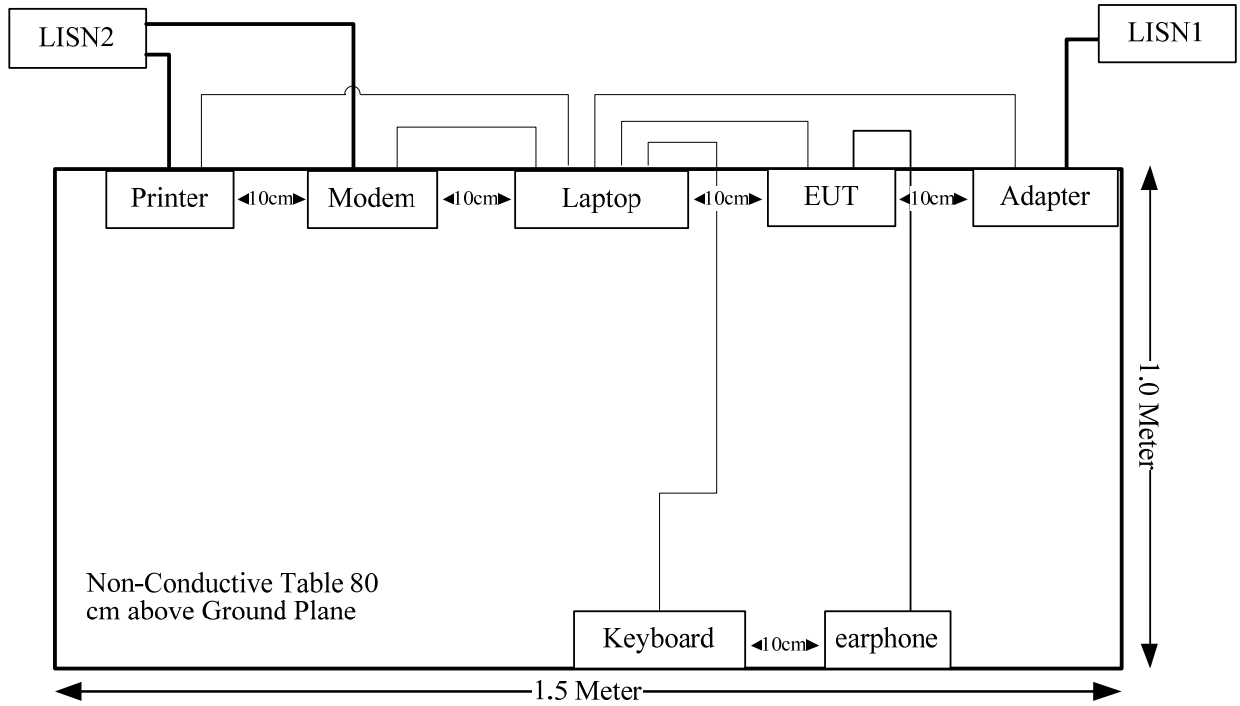 LISN2
LISN1
Printer
10cm
Modem
10cm
Laptop
10cm
EUT
10cm
Adapter
1.0 Meter
Non-Conductive Table 80
cm above Ground Plane
Keyboard
10cm
earphone
1.5 Meter